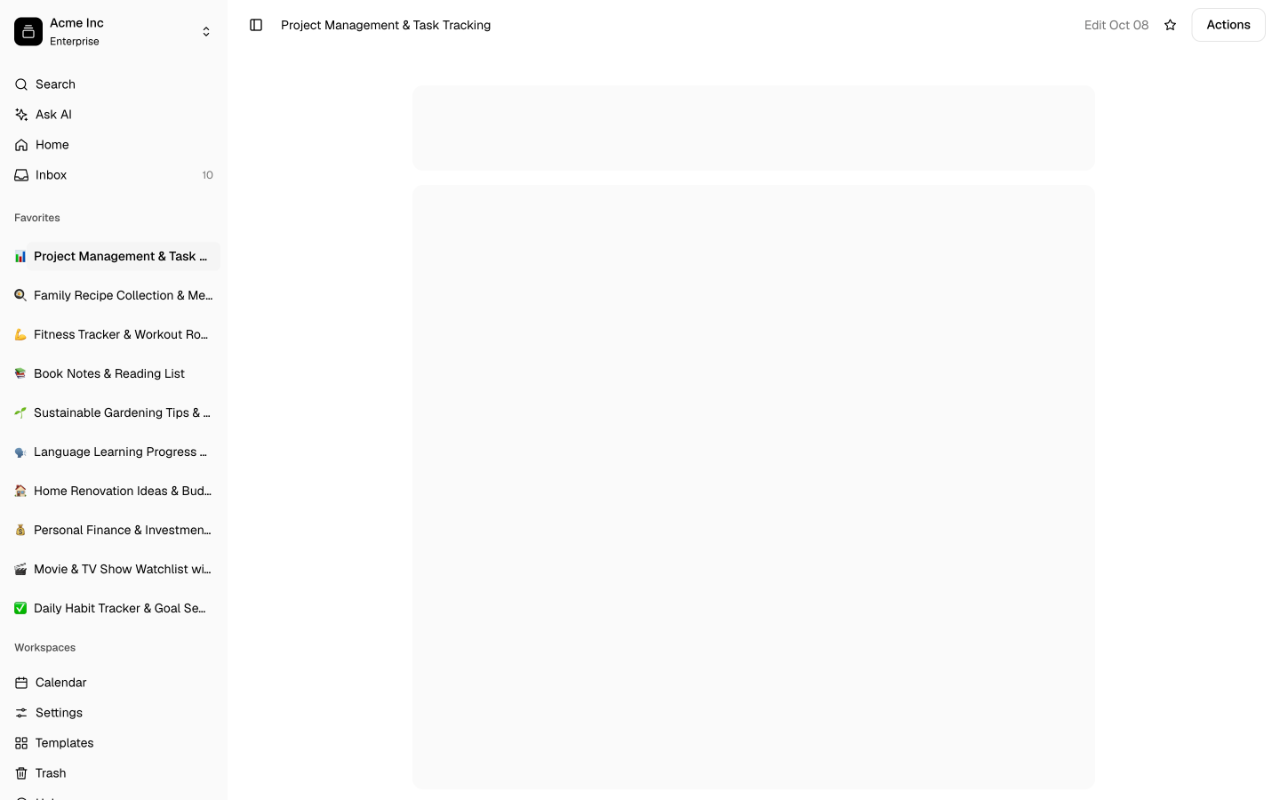 Acme Inc
Enterprise
Search
Ask AI
Home
Inbox 10
Favorites
Project Management & Task ...
Family Recipe Collection & Me...
Fitness Tracker & Workout Ro...
Book Notes & Reading List
Sustainable Gardening Tips & ...
Language Learning Progress ...
Home Renovation Ideas & Bud...
Personal Finance & Investmen...
Movie & TV Show Watchlist wi...
Daily Habit Tracker & Goal Se...
Workspaces
Calendar
Settings
Templates
Trash
Project Management & Task Tracking
Edit Oct 08
Actions